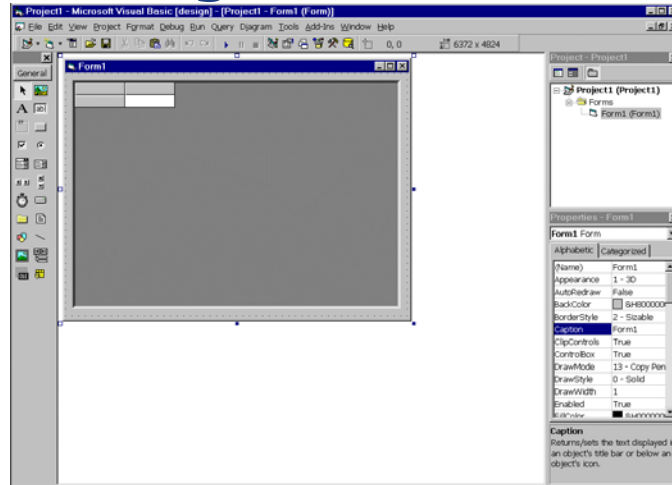 Project1 - Microsoft Visual Basic [design] - [Project1 - Form1 (Form)]
File Edit View Project Format Debug Run Query Diagram Tools Add-Ins Window Help
0, 0 6372 x 4824
General
A ab|
Form1
Project - Project1
Project1 (Project1)
Forms
Form1 (Form1)
Properties - Form1
Form1 Form
Alphabetic Categorized
(Name) Form1
Appearance 1 - 3D
AutoRedraw False
BackColor &H800000
BorderStyle 2 - Sizable
Caption Form1
ClipControls True
ControlBox True
DrawMode 13 - Copy Pen
DrawStyle 0 - Solid
DrawWidth 1
Enabled True
FillColor &H000000
Caption
Returns/sets the text displayed i
an object's title bar or below an
object's icon.